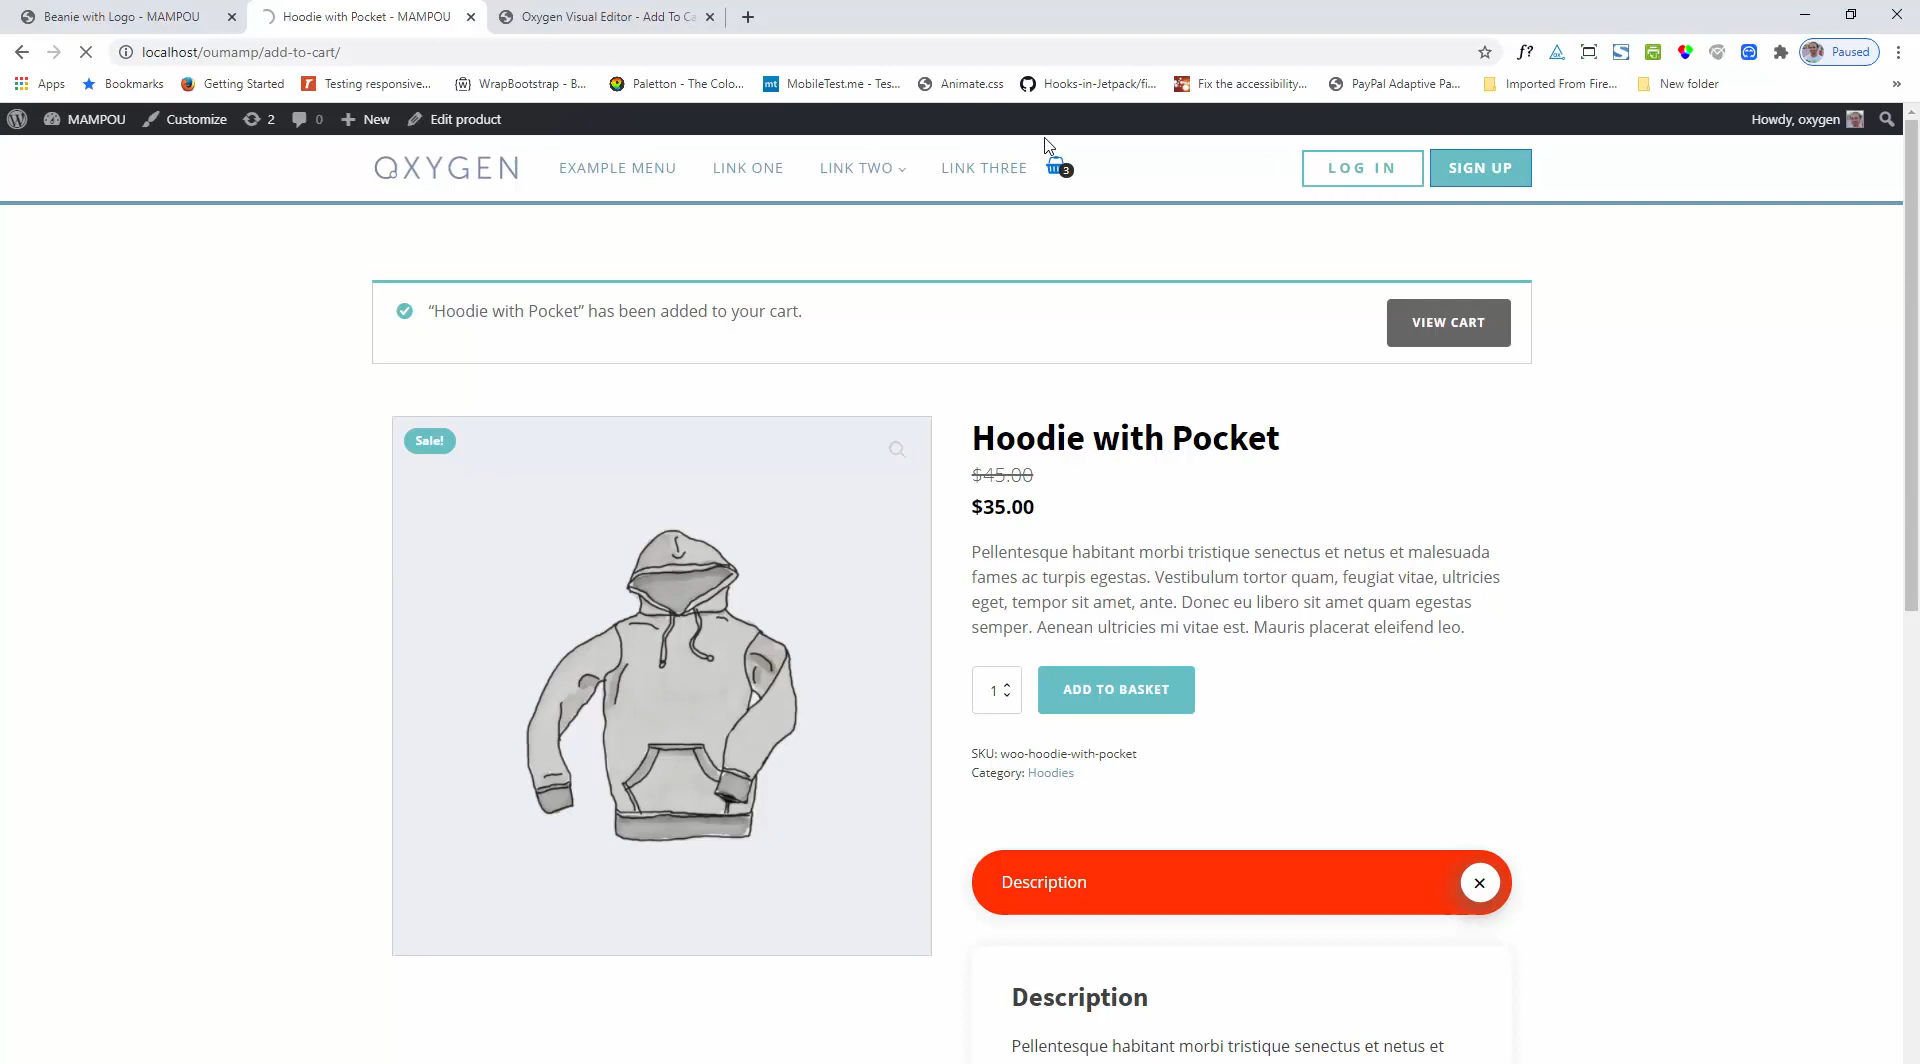 Beanie with Logo - MAMPOU
Hoodie with Pocket - MAMPOU
Oxygen Visual Editor - Add To Ca
localhost/oumamp/add-to-cart/
f?
Paused
Apps
Bookmarks
Getting Started
Testing responsive...
WrapBootstrap - B...
Paletton - The Colo...
mt MobileTest.me - Tes...
Animate.css
Hooks-in-Jetpack/fi...
Fix the accessibility...
PayPal Adaptive Pa...
Imported From Fire...
New folder
»
MAMPOU
Customize
2
0
New
Edit product
Howdy, oxygen
OXYGEN
EXAMPLE MENU
LINK ONE
LINK TWO
LINK THREE
3
LOG IN
SIGN UP
“Hoodie with Pocket” has been added to your cart.
VIEW CART
Sale!
Hoodie with Pocket
$45.00
$35.00
Pellentesque habitant morbi tristique senectus et netus et malesuada
fames ac turpis egestas. Vestibulum tortor quam, feugiat vitae, ultricies
eget, tempor sit amet, ante. Donec eu libero sit amet quam egestas
semper. Aenean ultricies mi vitae est. Mauris placerat eleifend leo.
1
ADD TO BASKET
SKU: woo-hoodie-with-pocket
Category: Hoodies
Description
Description
Pellentesque habitant morbi tristique senectus et netus et